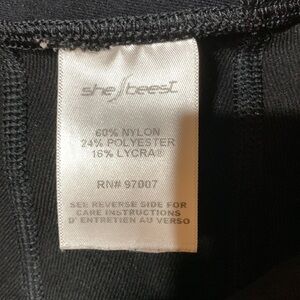 she beest
60% NYLON
24% POLYESTER
16% LYCRA®
RN# 97007
SEE REVERSE SIDE FOR
CARE INSTRUCTIONS
D'ENTRETIEN AU VERSO